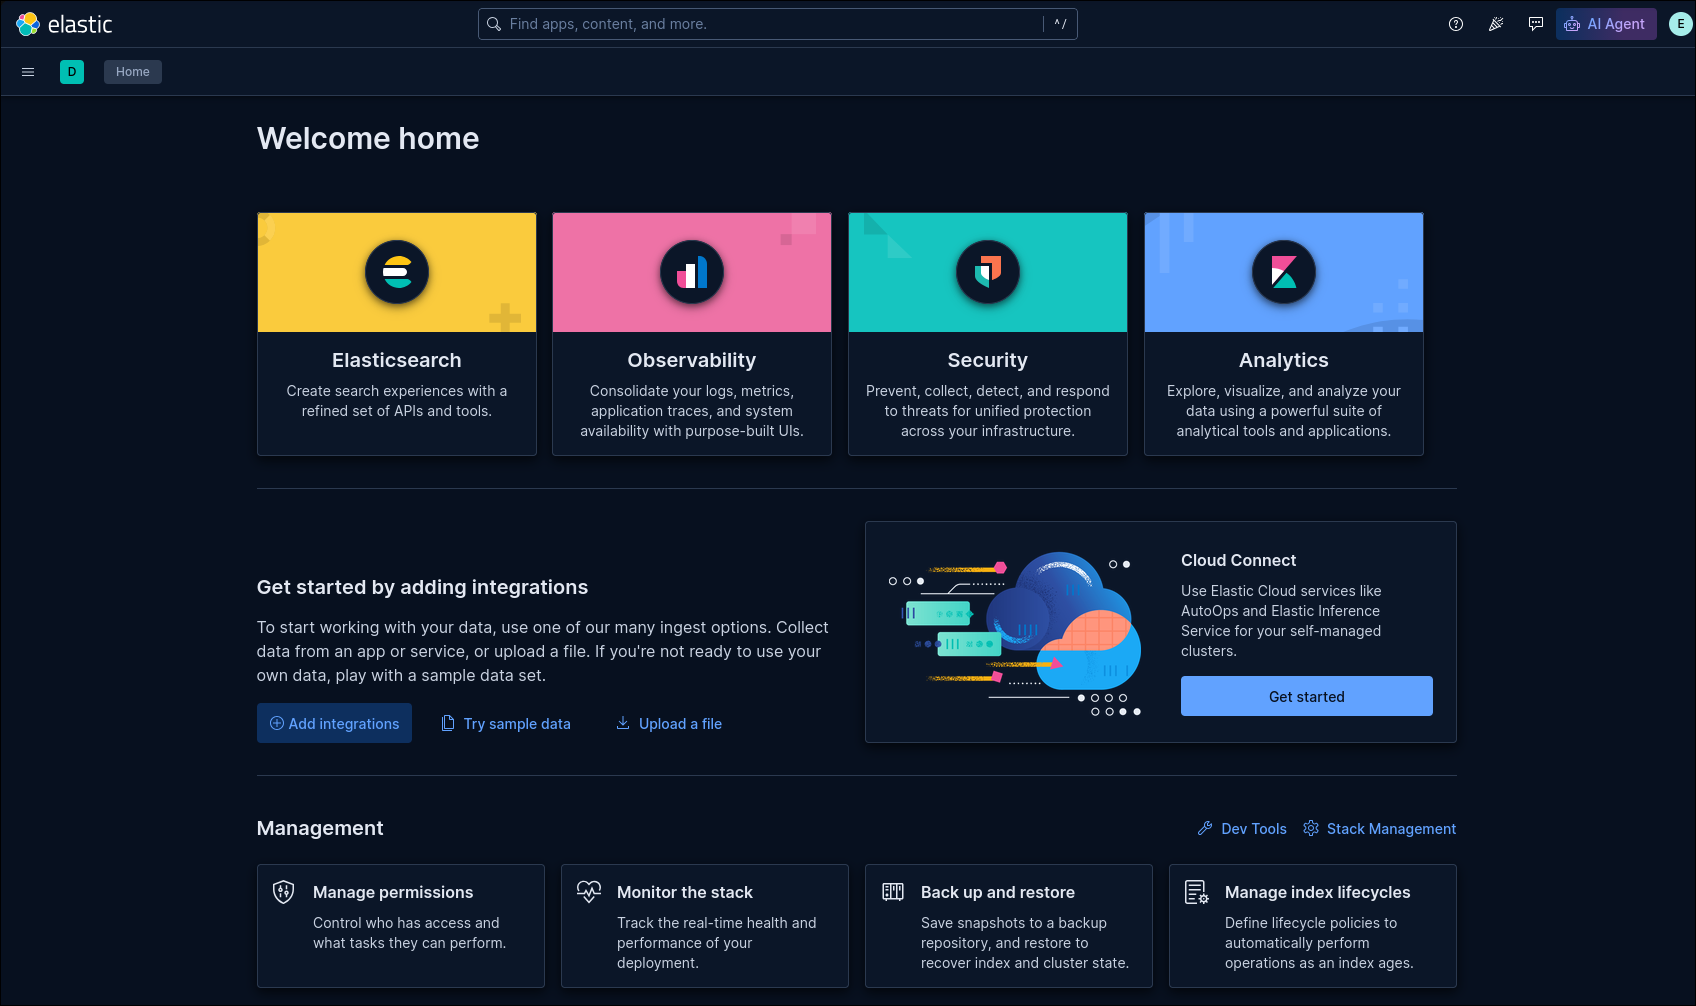 elastic
Find apps, content, and more.
^/
AI Agent
E
D
Home
Welcome home
Elasticsearch
Create search experiences with a
refined set of APIs and tools.
Observability
Consolidate your logs, metrics,
application traces, and system
availability with purpose-built UIs.
Security
Prevent, collect, detect, and respond
to threats for unified protection
across your infrastructure.
Analytics
Explore, visualize, and analyze your
data using a powerful suite of
analytical tools and applications.
Get started by adding integrations
To start working with your data, use one of our many ingest options. Collect
data from an app or service, or upload a file. If you're not ready to use your
own data, play with a sample data set.
Add integrations
Try sample data
Upload a file
Cloud Connect
Use Elastic Cloud services like
AutoOps and Elastic Inference
Service for your self-managed
clusters.
Get started
Management
Dev Tools
Stack Management
Manage permissions
Control who has access and
what tasks they can perform.
Monitor the stack
Track the real-time health and
performance of your
deployment.
Back up and restore
Save snapshots to a backup
repository, and restore to
recover index and cluster state.
Manage index lifecycles
Define lifecycle policies to
automatically perform
operations as an index ages.